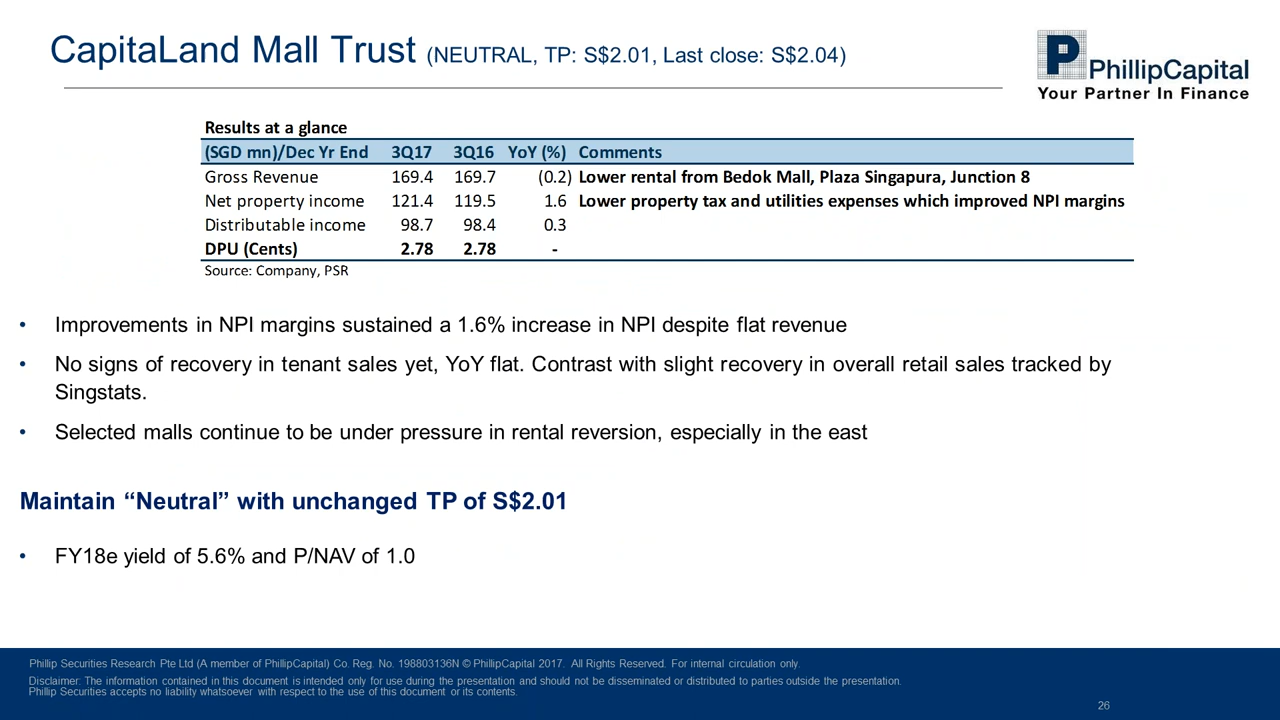 CapitaLand Mall Trust (NEUTRAL, TP: S$2.01, Last close: S$2.04)
P PhillipCapital
Your Partner In Finance
Results at a glance
(SGD mn)/Dec Yr End 3Q17 3Q16 YoY (%) Comments
Gross Revenue 169.4 169.7 (0.2) Lower rental from Bedok Mall, Plaza Singapura, Junction 8
Net property income 121.4 119.5 1.6 Lower property tax and utilities expenses which improved NPI margins
Distributable income 98.7 98.4 0.3
DPU (Cents) 2.78 2.78 -
Source: Company, PSR
• Improvements in NPI margins sustained a 1.6% increase in NPI despite flat revenue
• No signs of recovery in tenant sales yet, YoY flat. Contrast with slight recovery in overall retail sales tracked by
Singstats.
• Selected malls continue to be under pressure in rental reversion, especially in the east
Maintain “Neutral” with unchanged TP of S$2.01
• FY18e yield of 5.6% and P/NAV of 1.0
Phillip Securities Research Pte Ltd (A member of PhillipCapital) Co. Reg. No. 198803136N © PhillipCapital 2017. All Rights Reserved. For internal circulation only.
Disclaimer: The information contained in this document is intended only for use during the presentation and should not be disseminated or distributed to parties outside the presentation.
Phillip Securities accepts no liability whatsoever with respect to the use of this document or its contents.
26